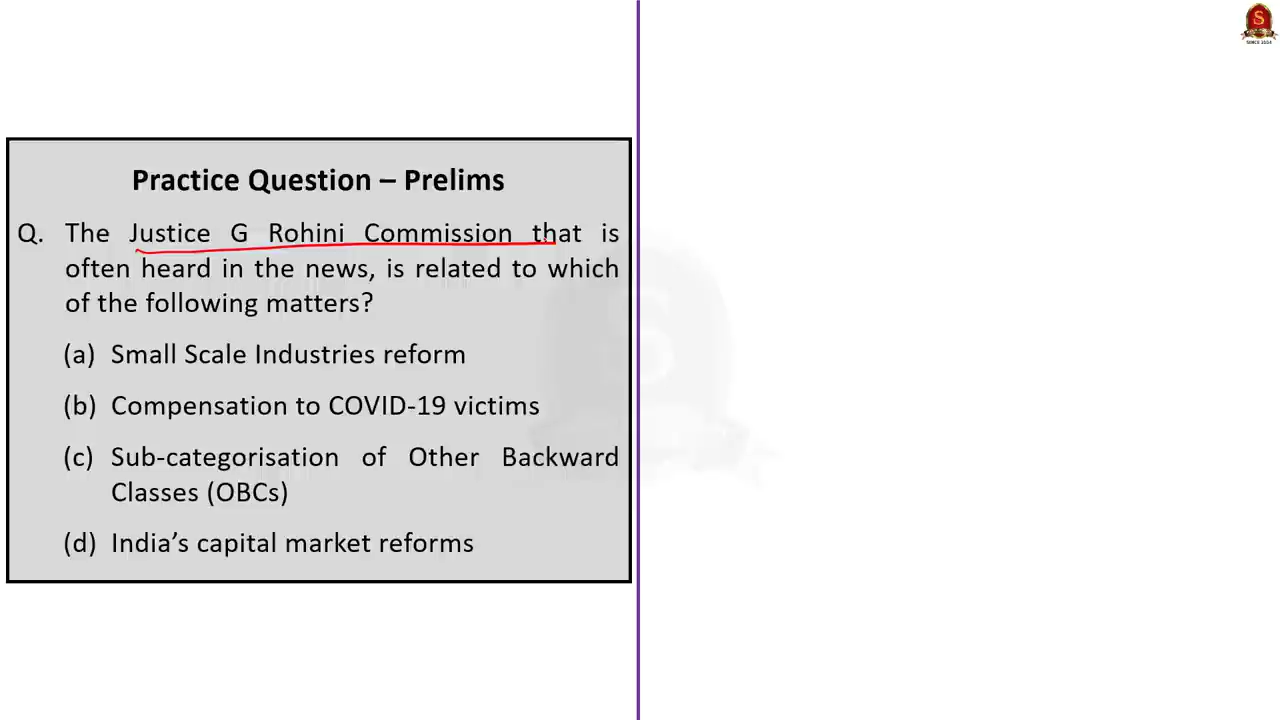 S
SINCE 2004
Practice Question – Prelims
Q. The Justice G Rohini Commission that is
often heard in the news, is related to which
of the following matters?
(a) Small Scale Industries reform
(b) Compensation to COVID-19 victims
(c) Sub-categorisation of Other Backward
Classes (OBCs)
(d) India’s capital market reforms